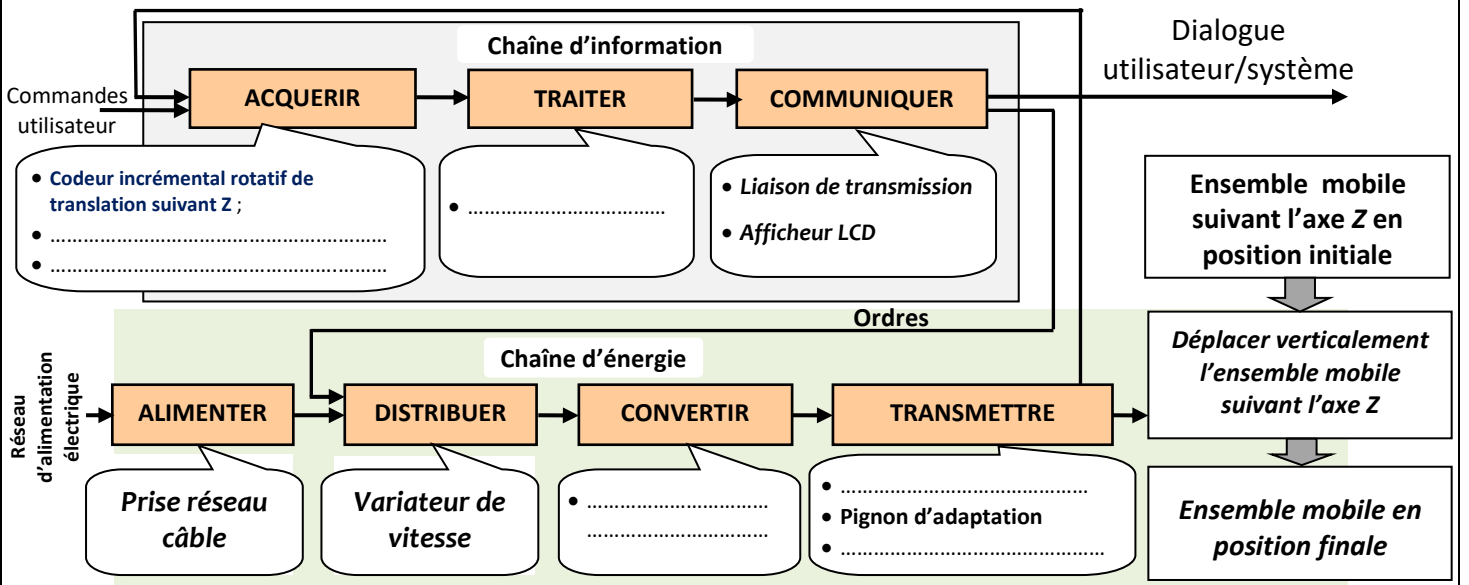 Chaîne d'information
Dialogue
utilisateur/système
Commandes
utilisateur
ACQUERIR
TRAITER
COMMUNIQUER
• Codeur incrémental rotatif de
translation suivant Z ;
• ................................................
• ................................................
• ....................................
• Liaison de transmission
• Afficheur LCD
Ensemble mobile
suivant l'axe Z en
position initiale
Ordres
Chaîne d'énergie
Réseau
d'alimentation
électrique
ALIMENTER
DISTRIBUER
CONVERTIR
TRANSMETTRE
Déplacer verticalement
l'ensemble mobile
suivant l'axe Z
Prise réseau
câble
Variateur de
vitesse
• .................................
.................................
• .............................................
• Pignon d'adaptation
• ................................................
Ensemble mobile en
position finale